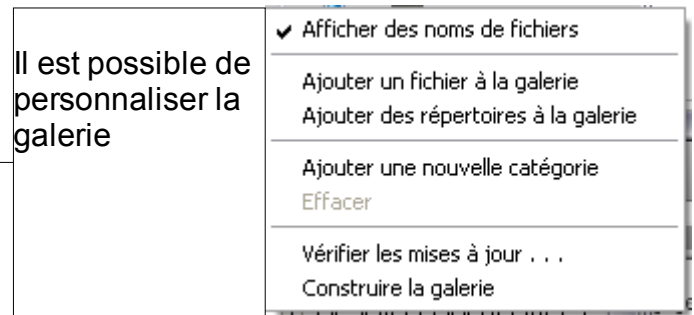 Il est possible de
personnaliser la
galerie
Afficher des noms de fichiers
Ajouter un fichier à la galerie
Ajouter des répertoires à la galerie
Ajouter une nouvelle catégorie
Effacer
Vérifier les mises à jour . . .
Construire la galerie